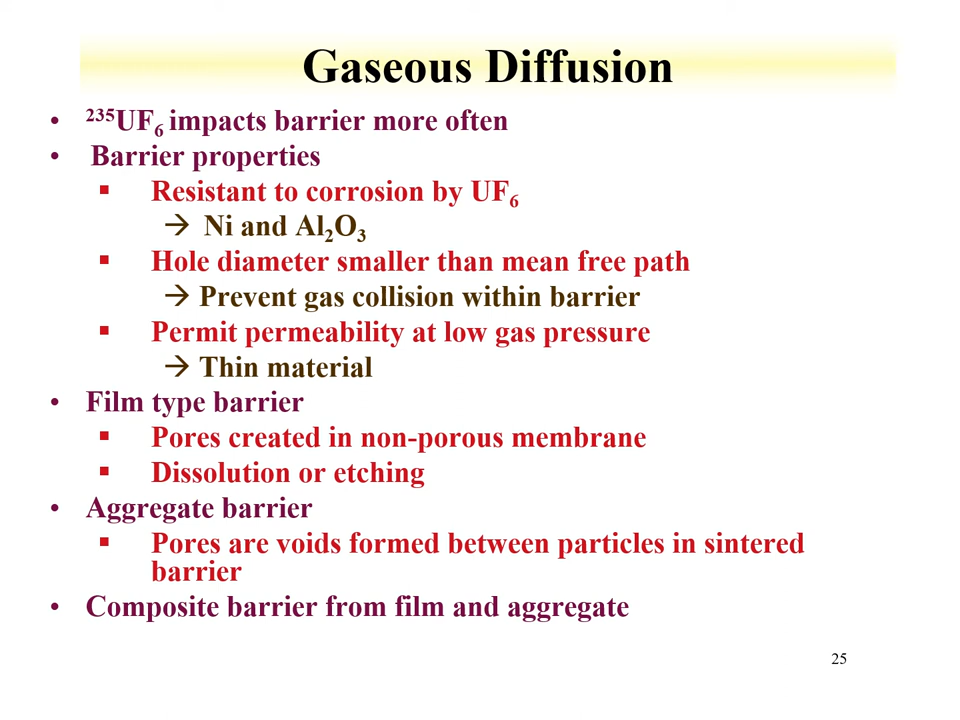 Gaseous Diffusion
• ²³⁵UF₆ impacts barrier more often
• Barrier properties
▪ Resistant to corrosion by UF₆
→ Ni and Al₂O₃
▪ Hole diameter smaller than mean free path
→ Prevent gas collision within barrier
▪ Permit permeability at low gas pressure
→ Thin material
• Film type barrier
▪ Pores created in non-porous membrane
▪ Dissolution or etching
• Aggregate barrier
▪ Pores are voids formed between particles in sintered
barrier
• Composite barrier from film and aggregate
25